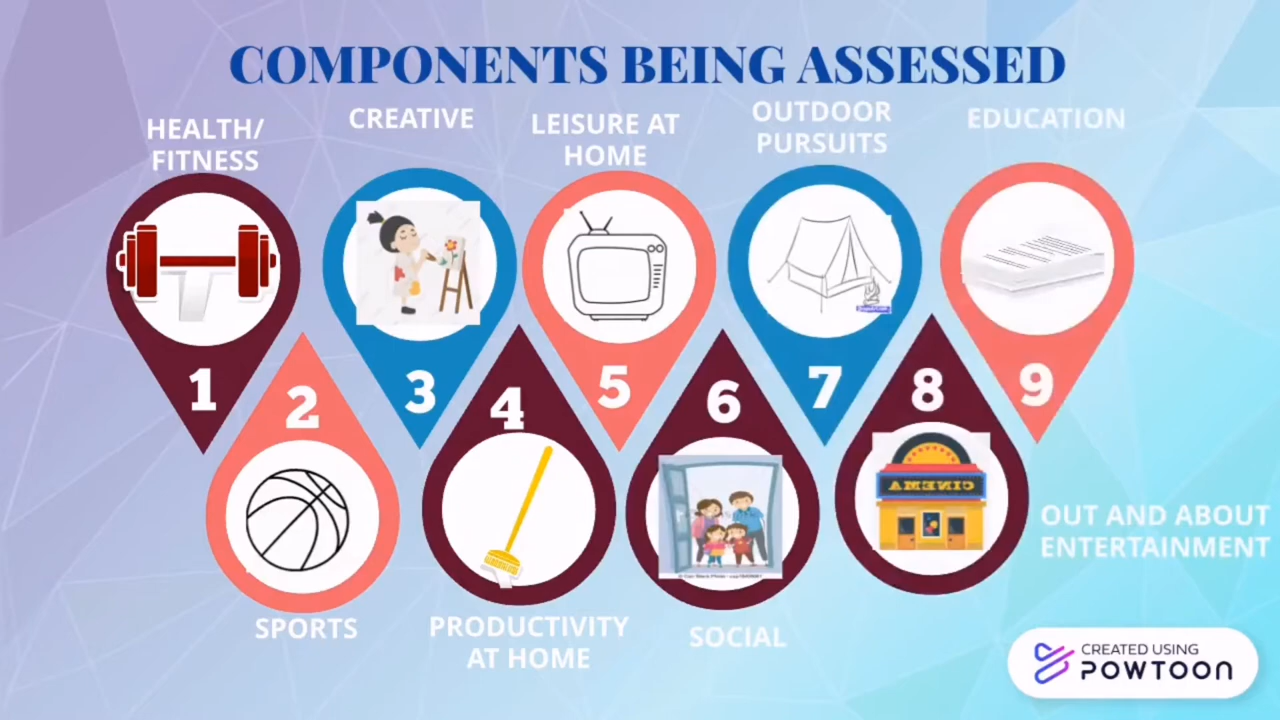 COMPONENTS BEING ASSESSED
HEALTH/
FITNESS
1
2
SPORTS
CREATIVE
3
4
PRODUCTIVITY
AT HOME
LEISURE AT
HOME
5
6
SOCIAL
OUTDOOR
PURSUITS
7
8
CINEMA
OUT AND ABOUT
ENTERTAINMENT
EDUCATION
9
CREATED USING
POWTOON